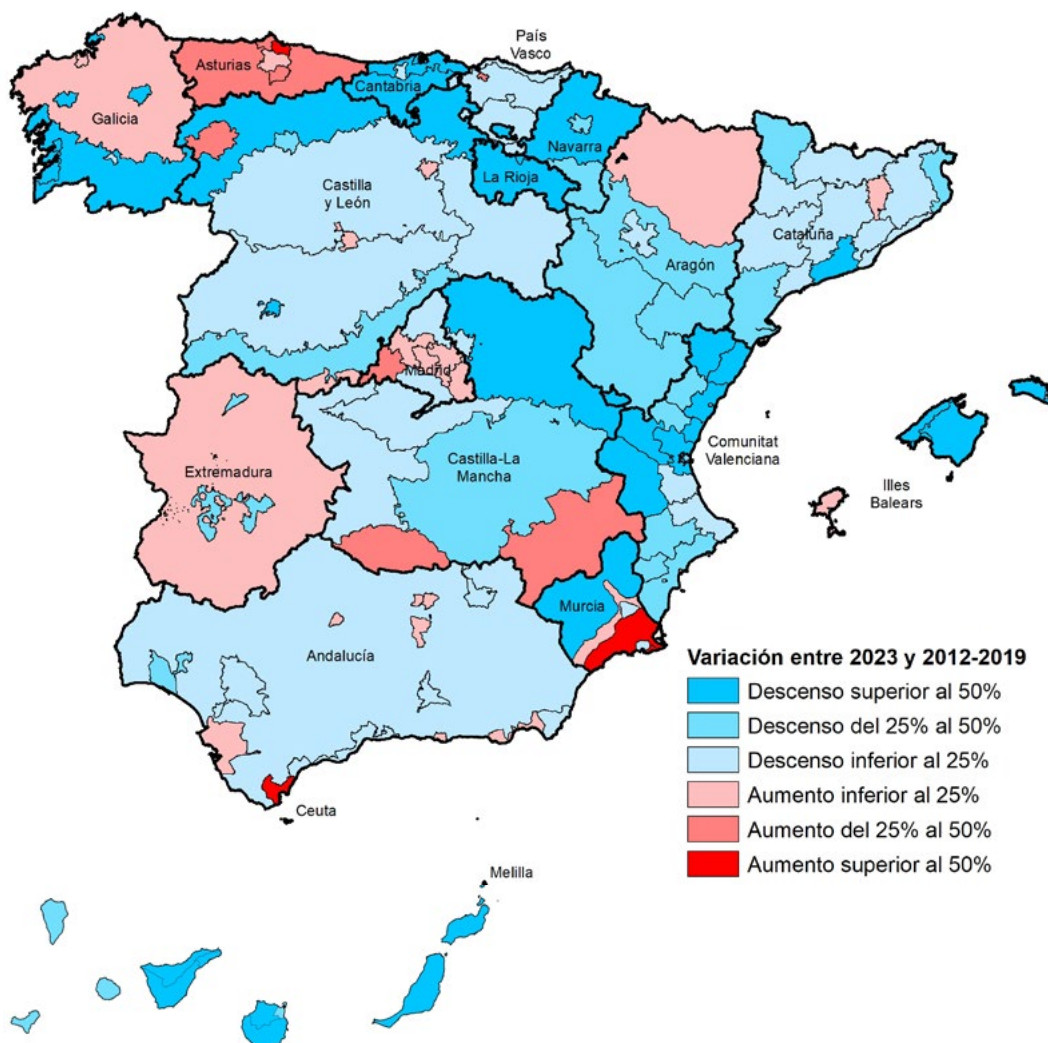 País
Vasco
Asturias
Cantabria
Galicia
Navarra
La Rioja
Castilla
y León
Cataluña
Aragón
Madrid
Comunitat
Valenciana
Castilla-La
Mancha
Extremadura
Illes
Balears
Murcia
Andalucía
Ceuta
Melilla
Variación entre 2023 y 2012-2019
Descenso superior al 50%
Descenso del 25% al 50%
Descenso inferior al 25%
Aumento inferior al 25%
Aumento del 25% al 50%
Aumento superior al 50%